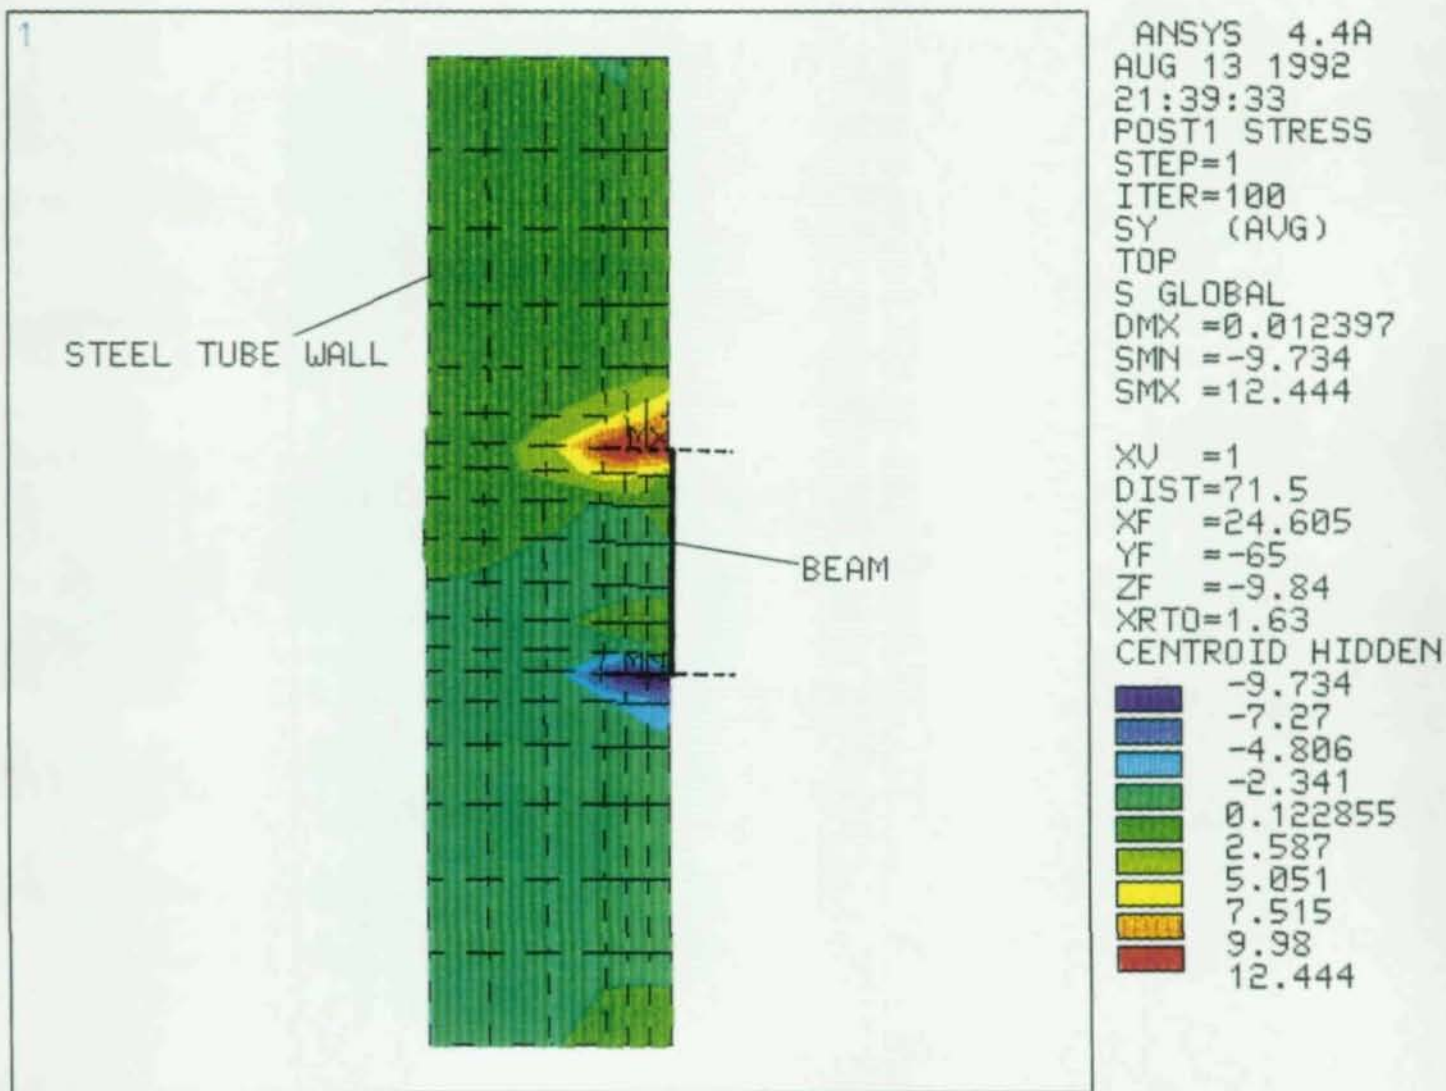 1
ANSYS 4.4A
AUG 13 1992
21:39:33
POST1 STRESS
STEP=1
ITER=100
SY (AVG)
TOP
S GLOBAL
DMX =0.012397
SMN =-9.734
SMX =12.444
XV =1
DIST=71.5
XF =24.605
YF =-65
ZF =-9.84
XRTO=1.63
CENTROID HIDDEN
-9.734
-7.27
-4.806
-2.341
0.122855
2.587
5.051
7.515
9.98
12.444
STEEL TUBE WALL
MX
BEAM
MN